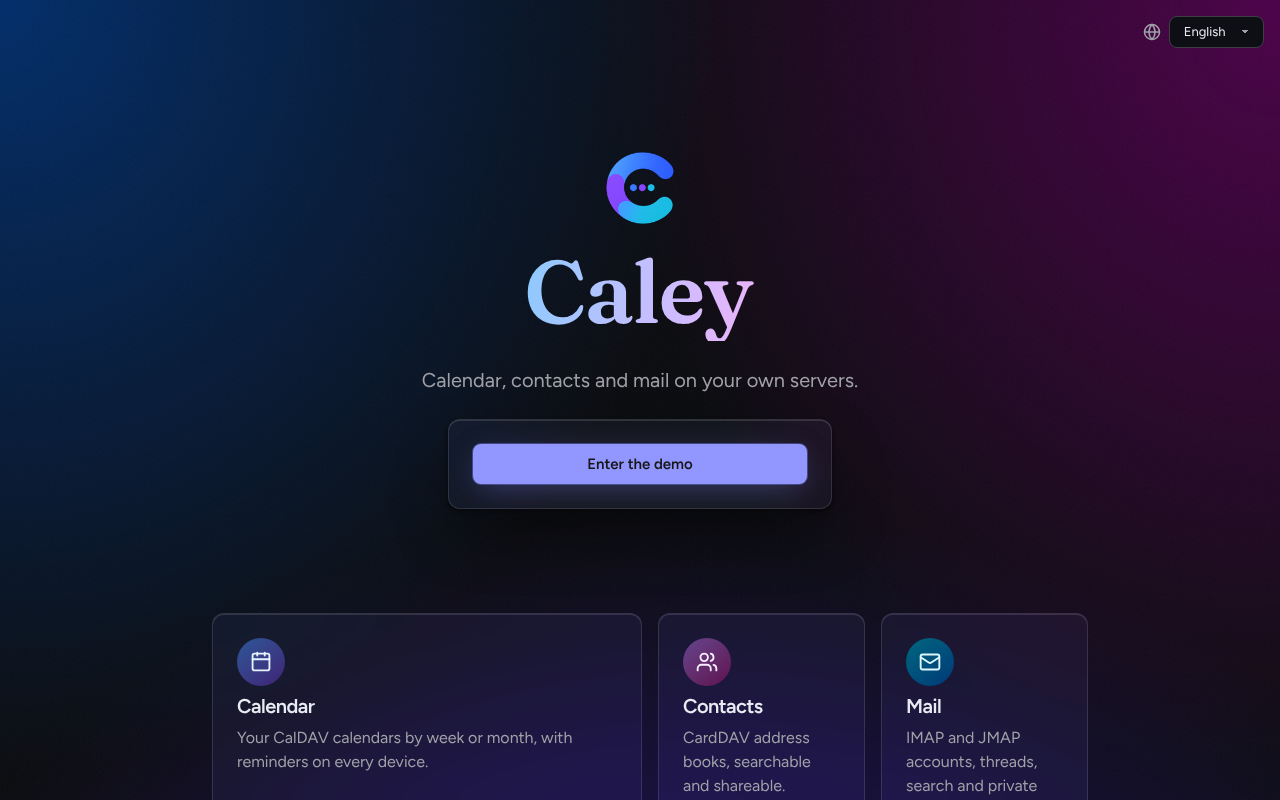 English
Caley
Calendar, contacts and mail on your own servers.
Enter the demo
Calendar
Your CalDAV calendars by week or month, with
reminders on every device.
Contacts
CardDAV address
books, searchable
and shareable.
Mail
IMAP and JMAP
accounts, threads,
search and private